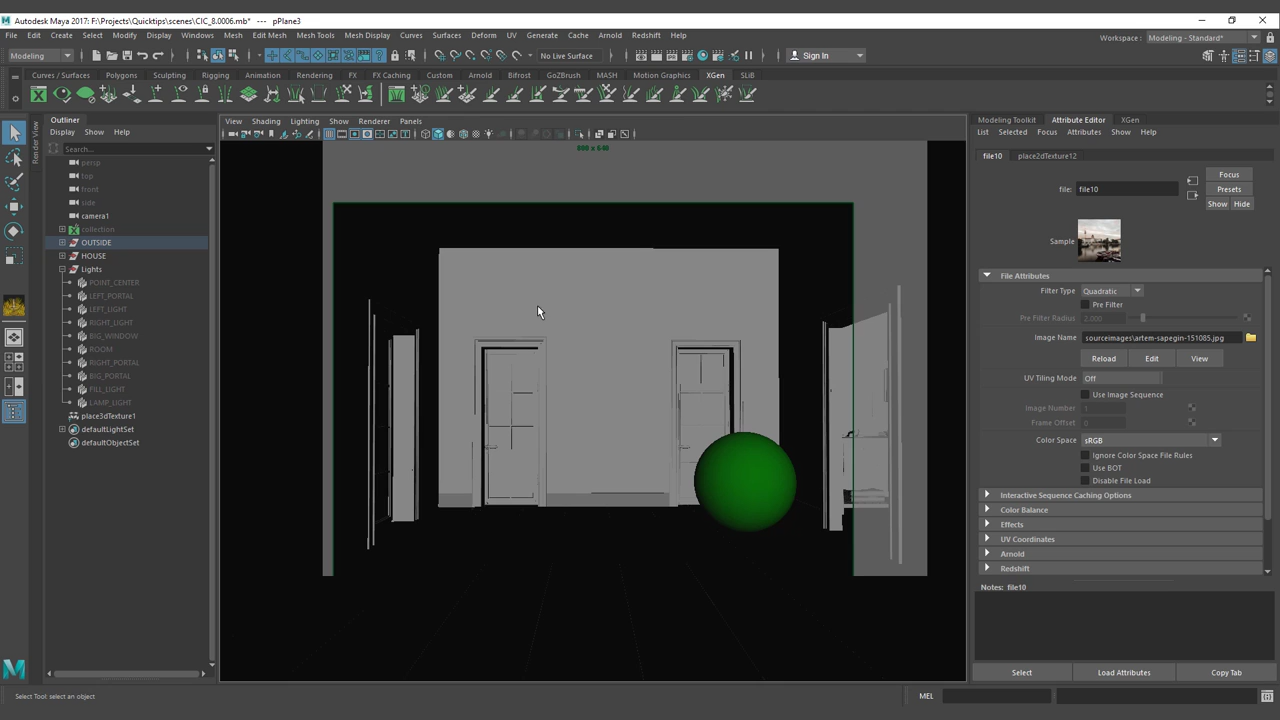 Autodesk Maya 2017: F:\Projects\Quicktips\scenes\CIC_8.0006.mb* --- pPlane3
File Edit Create Select Modify Display Windows Mesh Edit Mesh Mesh Tools Mesh Display Curves Surfaces Deform UV Generate Cache Arnold Redshift Help
Workspace : Modeling - Standard*
Modeling No Live Surface Sign In
Curves / Surfaces Polygons Sculpting Rigging Animation Rendering FX FX Caching Custom Arnold Bifrost GoZBrush MASH Motion Graphics XGen SLiB
Outliner
Display Show Help
Search...
persp
top
front
side
camera1
collection
OUTSIDE
HOUSE
Lights
POINT_CENTER
LEFT_PORTAL
LEFT_LIGHT
RIGHT_LIGHT
BIG_WINDOW
ROOM
RIGHT_PORTAL
BIG_PORTAL
FILL_LIGHT
LAMP_LIGHT
place3dTexture1
defaultLightSet
defaultObjectSet
Render View
View Shading Lighting Show Renderer Panels
800 x 640
Modeling Toolkit Attribute Editor XGen
List Selected Focus Attributes Show Help
file10 place2dTexture12
file: file10
Focus
Presets
Show Hide
Sample
File Attributes
Filter Type Quadratic
Pre Filter
Pre Filter Radius 2.000
Image Name sourceimages\artem-sapegin-151085.jpg
Reload Edit View
UV Tiling Mode Off
Use Image Sequence
Image Number 1
Frame Offset 0
Color Space sRGB
Ignore Color Space File Rules
Use BOT
Disable File Load
Interactive Sequence Caching Options
Color Balance
Effects
UV Coordinates
Arnold
Redshift
Notes: file10
Select Load Attributes Copy Tab
Select Tool: select an object
MEL